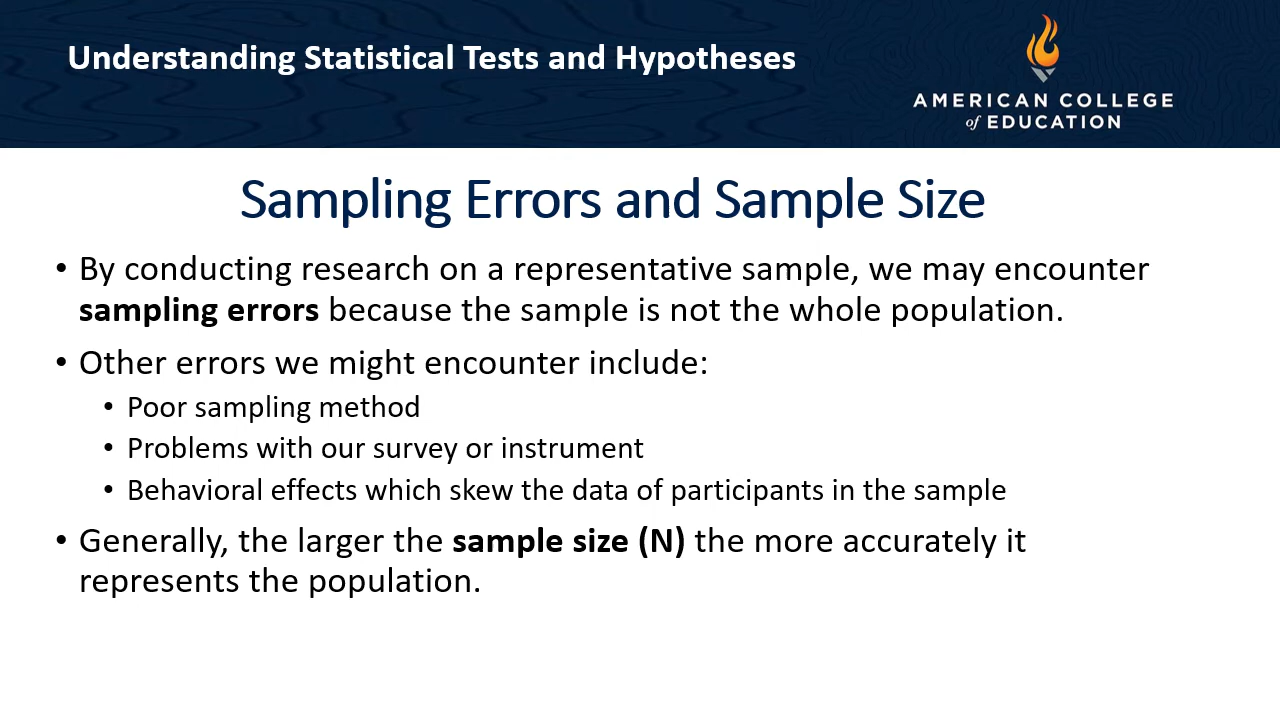 Understanding Statistical Tests and Hypotheses
AMERICAN COLLEGE
of EDUCATION
Sampling Errors and Sample Size
• By conducting research on a representative sample, we may encounter
sampling errors because the sample is not the whole population.
• Other errors we might encounter include:
• Poor sampling method
• Problems with our survey or instrument
• Behavioral effects which skew the data of participants in the sample
• Generally, the larger the sample size (N) the more accurately it
represents the population.